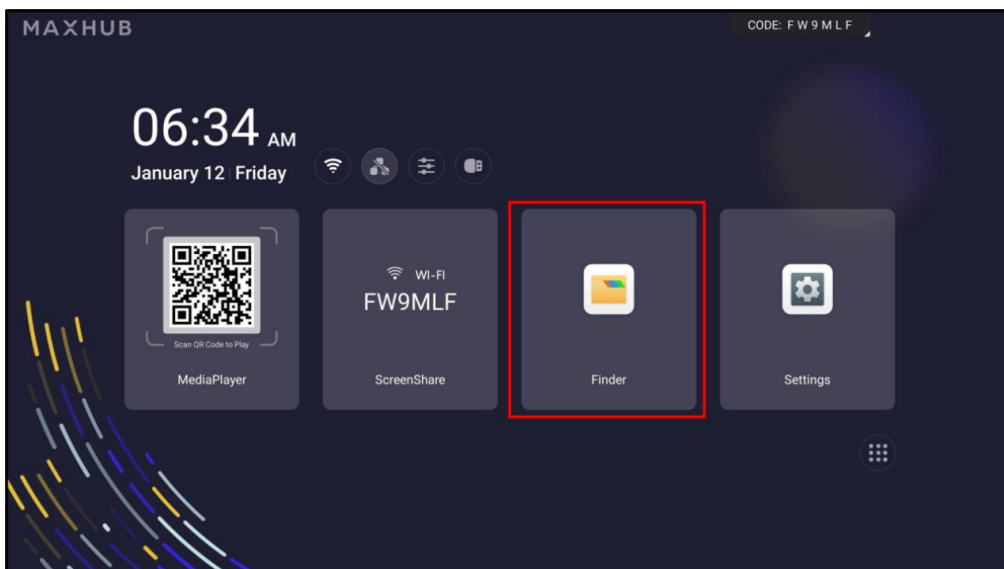 MAXHUB
CODE: F W 9 M L F
06:34 AM
January 12 Friday
WI-FI
FW9MLF
Scan QR Code to Play
MediaPlayer
ScreenShare
Finder
Settings